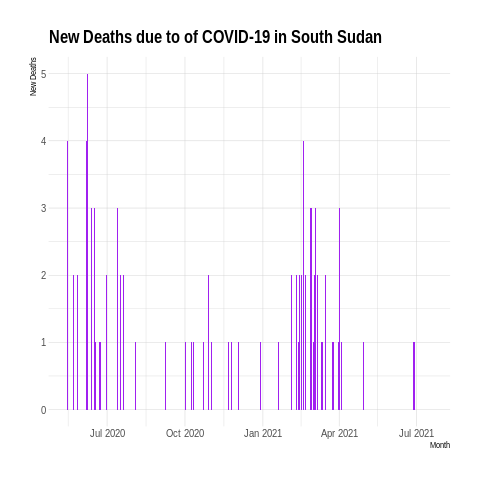 New Deaths due to of COVID-19 in South Sudan
New Deaths
5
4
3
2
1
0
Jul 2020 Oct 2020 Jan 2021 Apr 2021 Jul 2021
Month